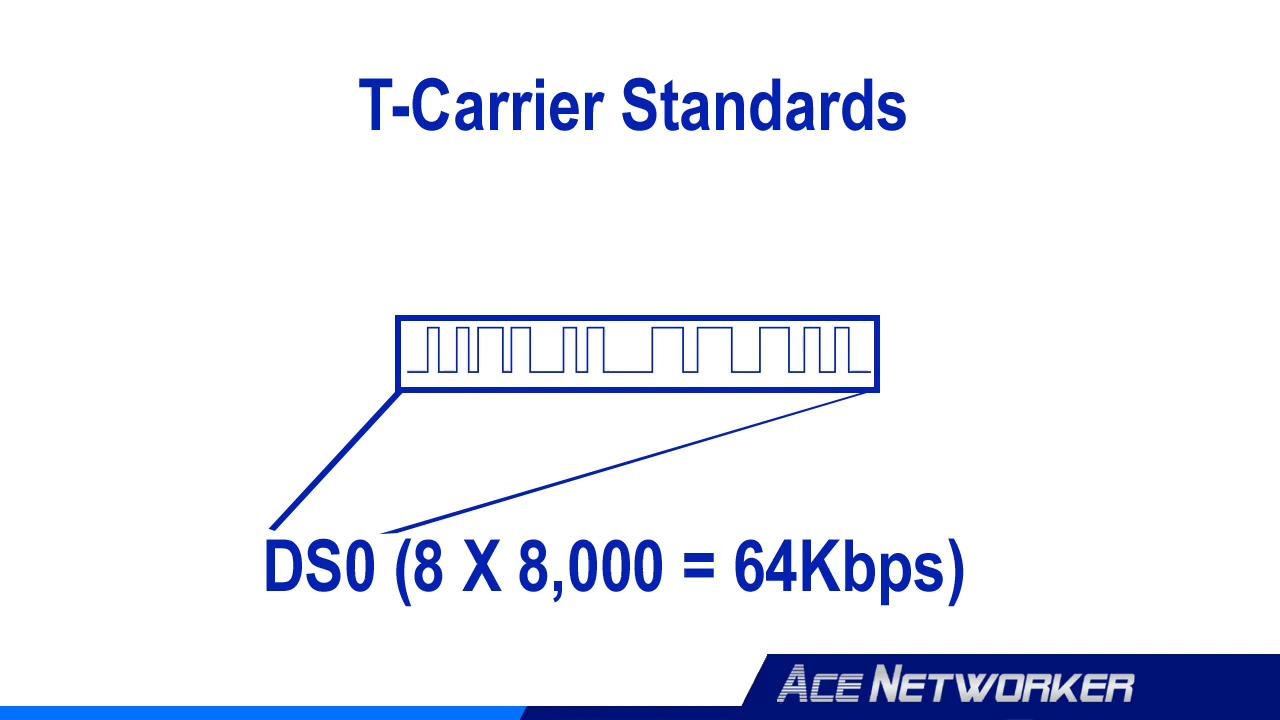 T-Carrier Standards
DS0 (8 X 8,000 = 64Kbps)
ACE NETWORKER